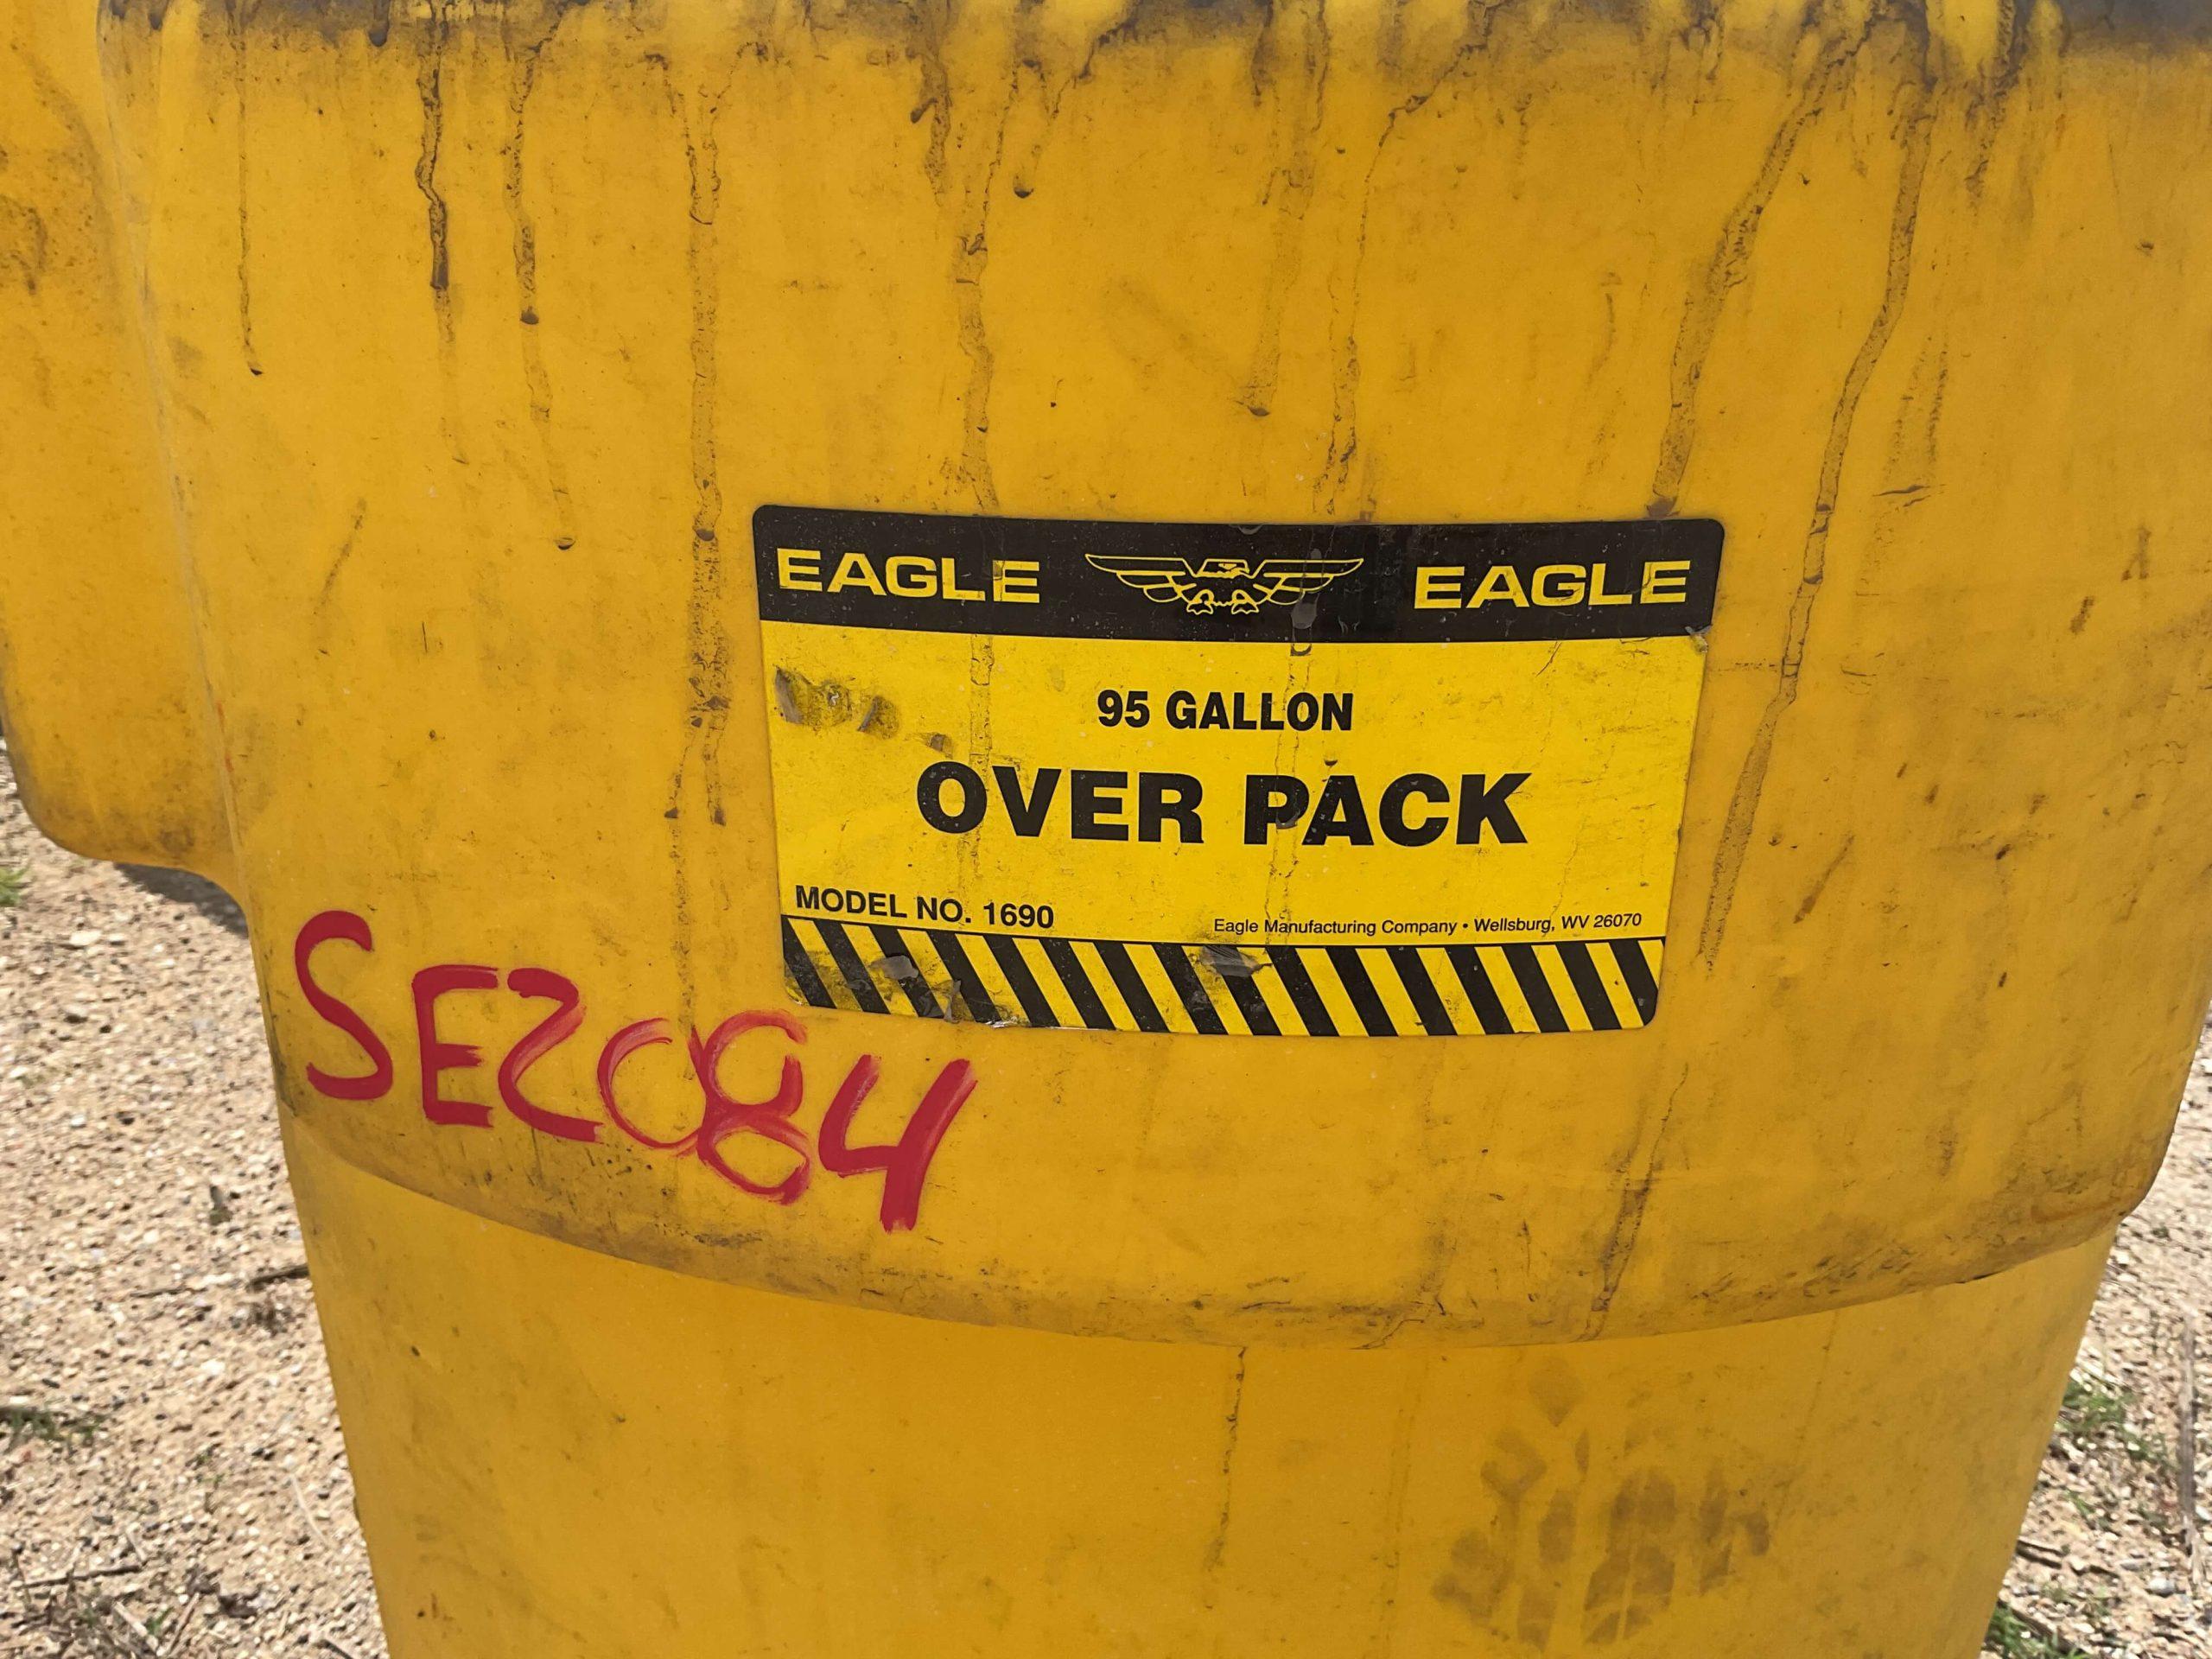 EAGLE EAGLE
95 GALLON
OVER PACK
MODEL NO. 1690
Eagle Manufacturing Company • Wellsburg, WV 26070
SE2084